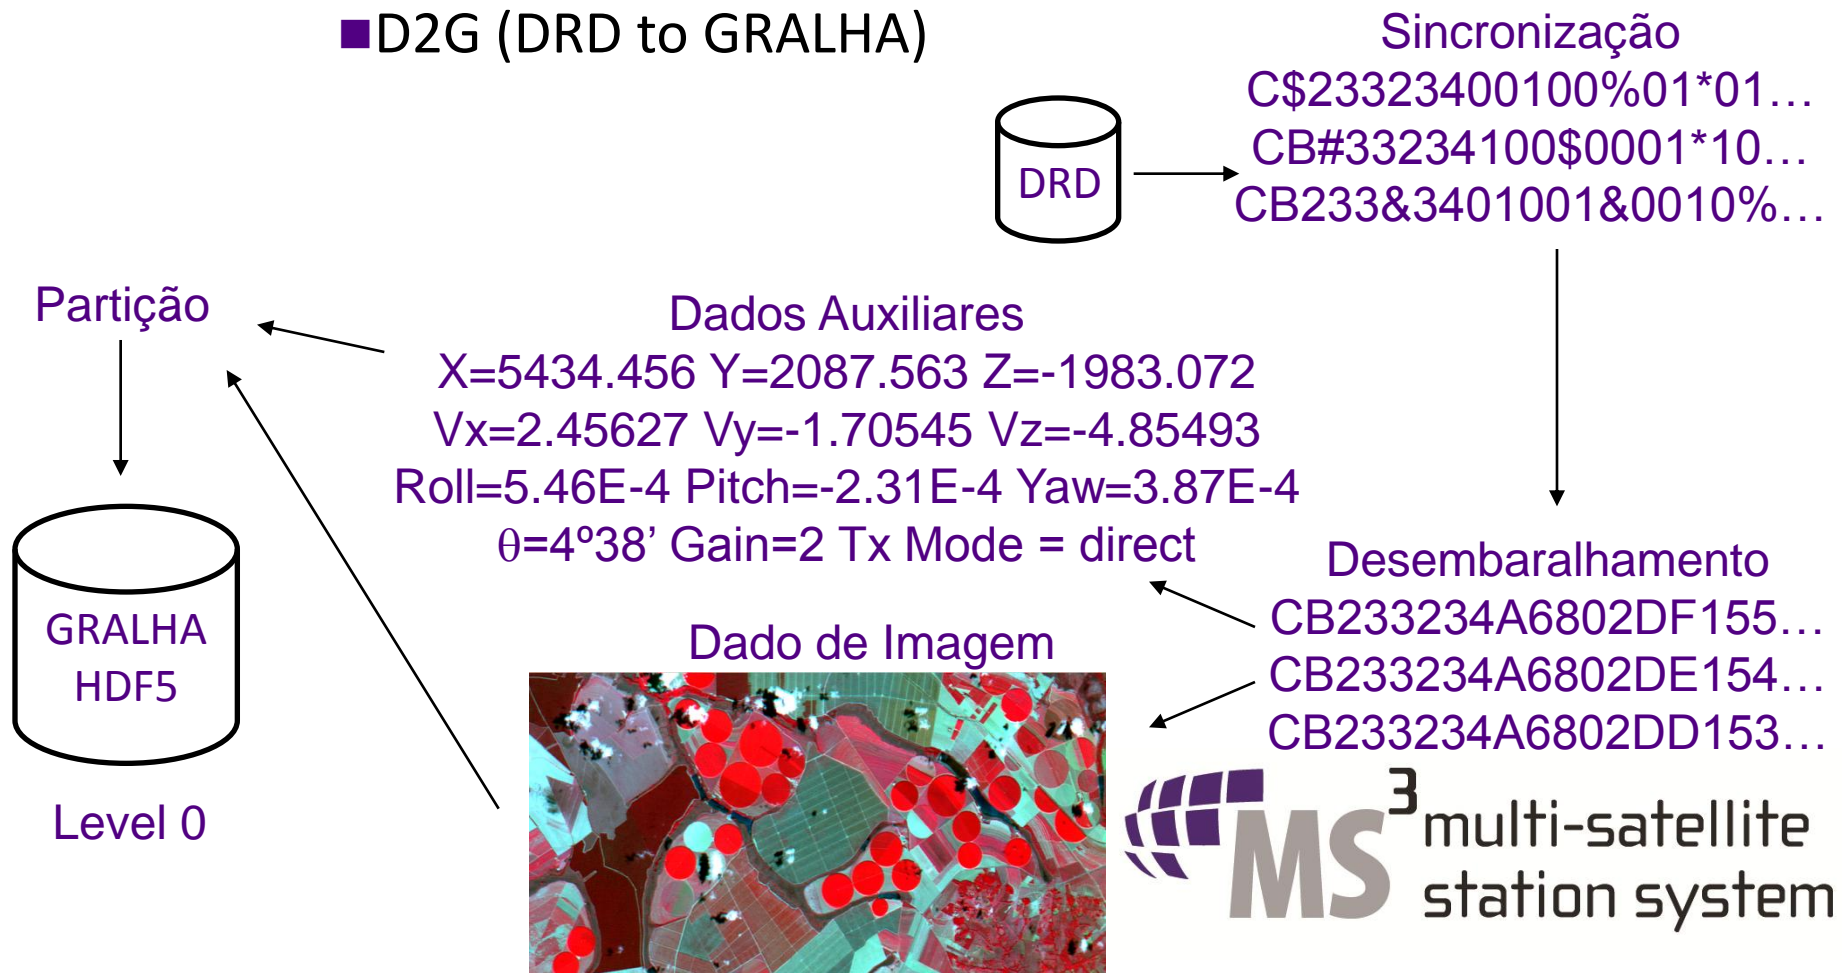 D2G (DRD to GRALHA)
Sincronização
C$23323400100%01*01…
CB#33234100$0001*10…
CB233&3401001&0010%…
DRD
Partição
Dados Auxiliares
X=5434.456 Y=2087.563 Z=-1983.072
Vx=2.45627 Vy=-1.70545 Vz=-4.85493
Roll=5.46E-4 Pitch=-2.31E-4 Yaw=3.87E-4
θ=4º38’ Gain=2 Tx Mode = direct
Desembaralhamento
CB233234A6802DF155…
CB233234A6802DE154…
CB233234A6802DD153…
GRALHA
HDF5
Level 0
Dado de Imagem
MS3 multi-satellite
station system